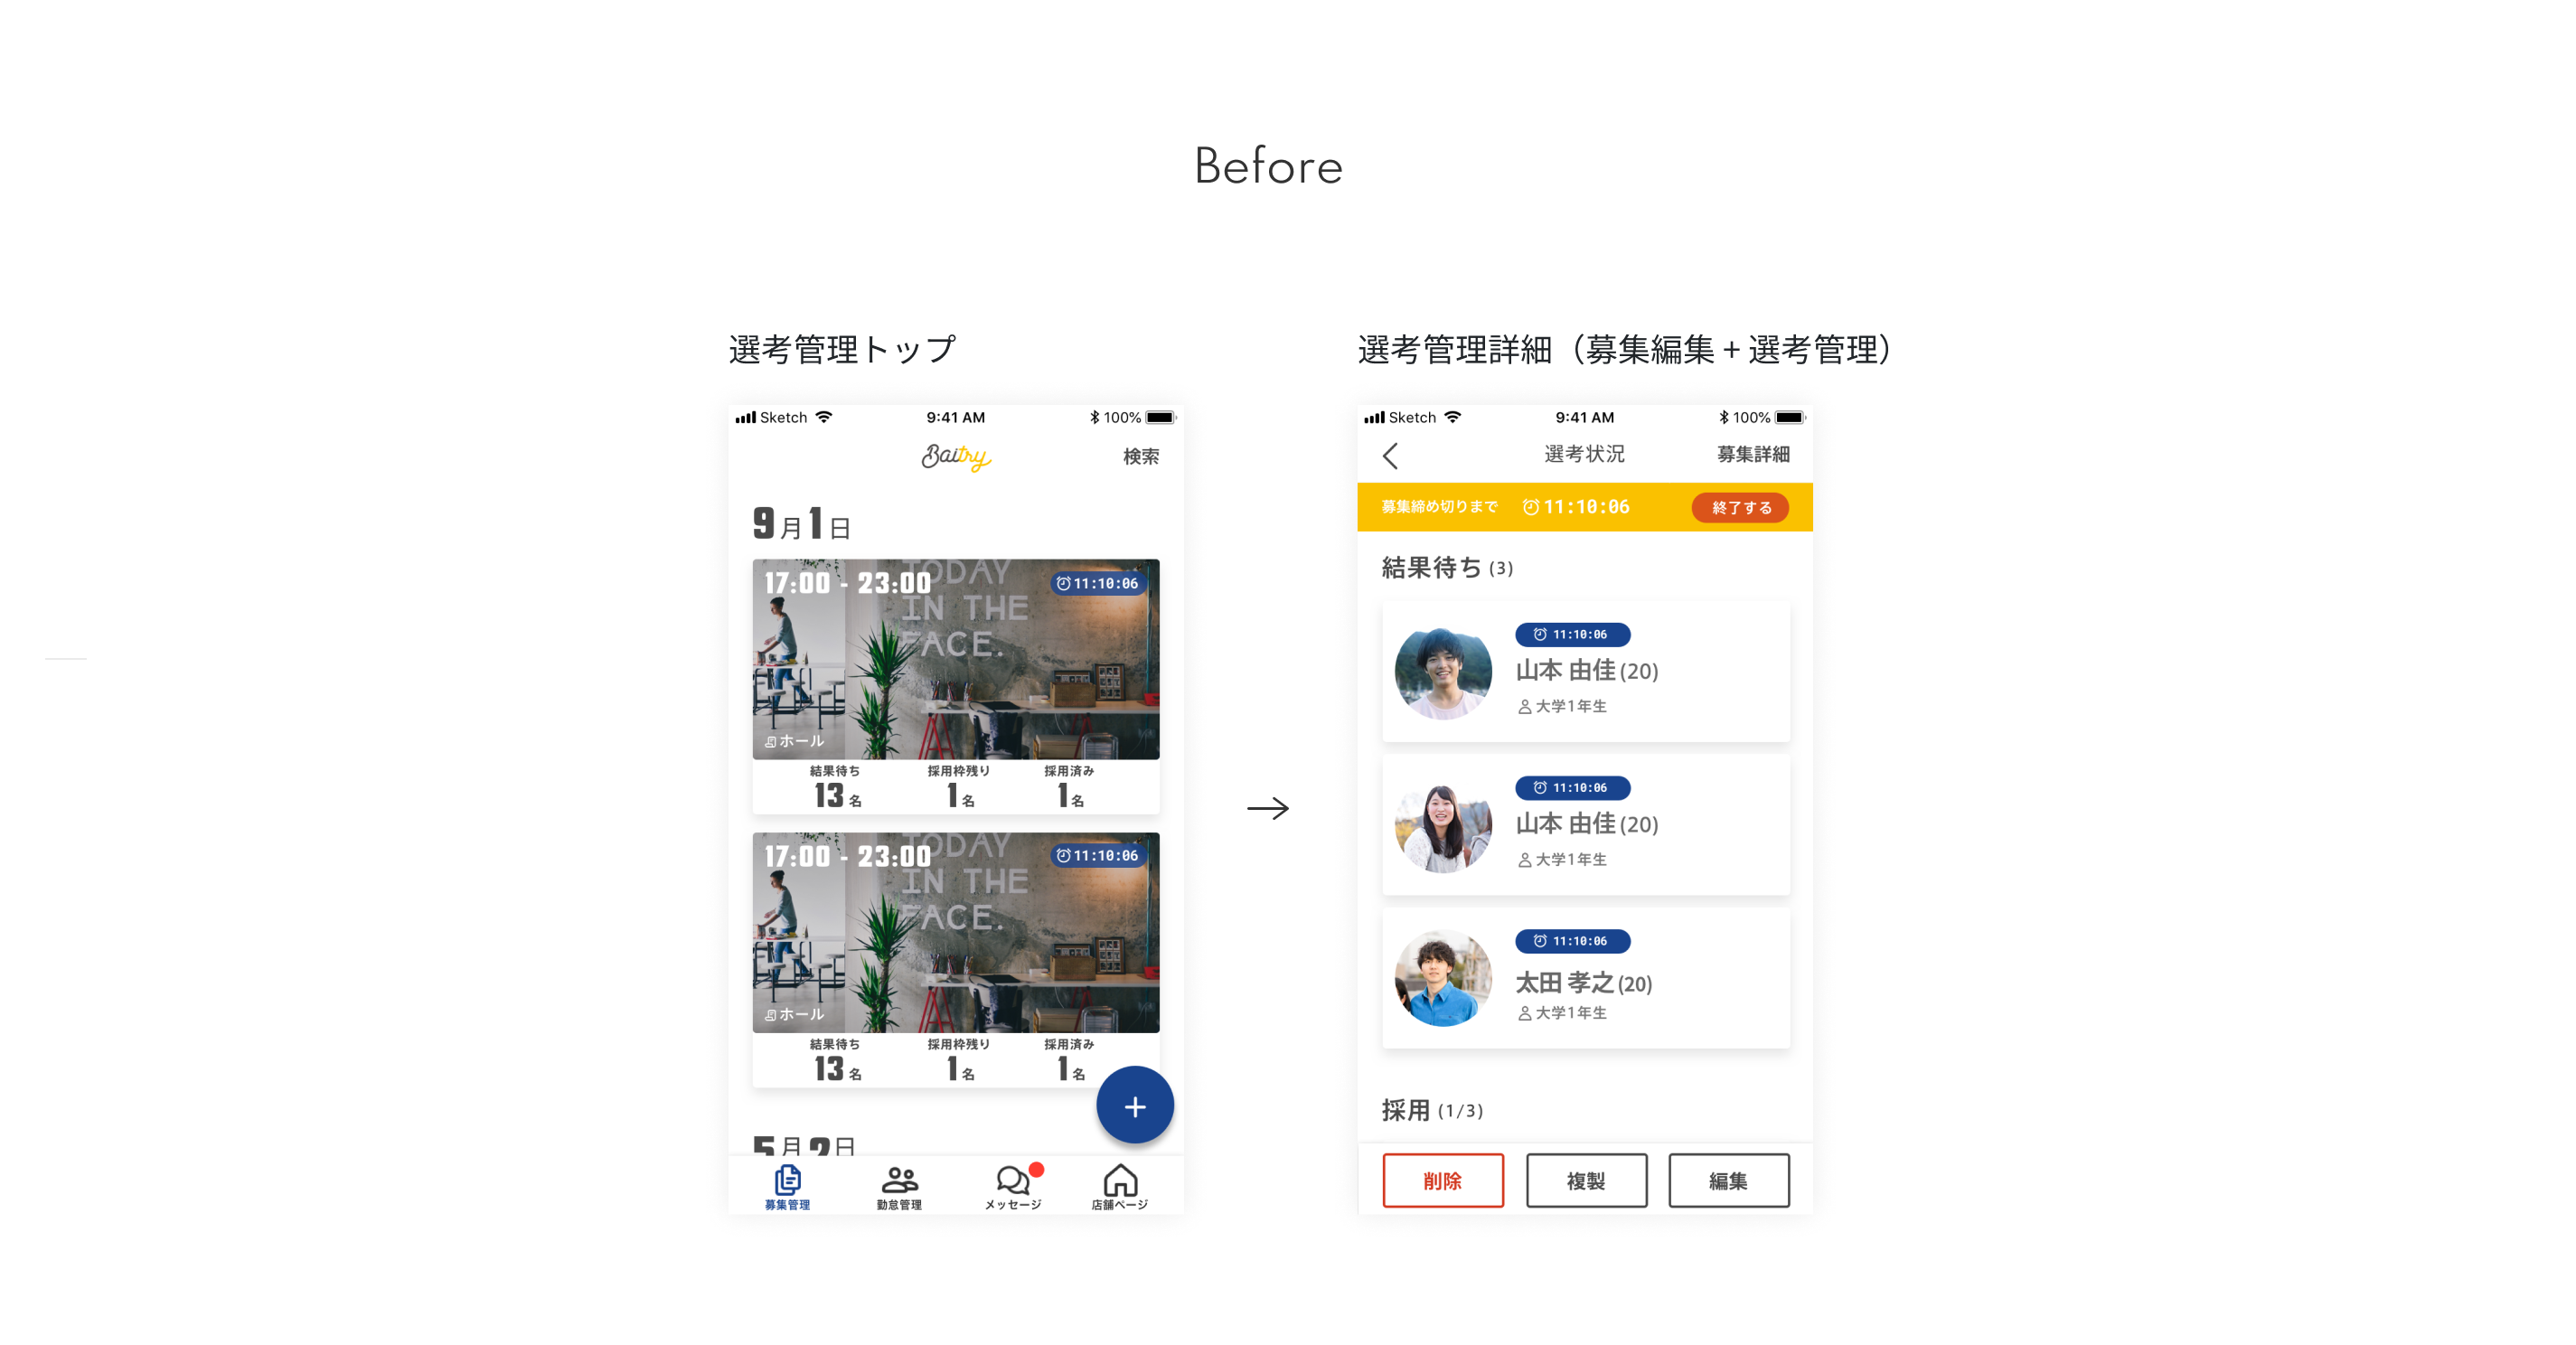 Before
選考管理トップ
Sketch 9:41 AM 100%
Baitry 検索
9月1日
17:00 - 23:00 11:10:06
TODAY
IN THE
FACE.
ホール
結果待ち 採用枠残り 採用済み
13名 1名 1名
17:00 - 23:00 11:10:06
TODAY
IN THE
FACE.
ホール
結果待ち 採用枠残り 採用済み
13名 1名 1名
+
5月2日
募集管理 勤怠管理 メッセージ 店舗ページ
→
選考管理詳細（募集編集 + 選考管理）
Sketch 9:41 AM 100%
選考状況 募集詳細
募集締め切りまで 11:10:06 終了する
結果待ち (3)
11:10:06
山本 由佳 (20)
大学1年生
11:10:06
山本 由佳 (20)
大学1年生
11:10:06
太田 孝之 (20)
大学1年生
採用 (1/3)
削除 複製 編集